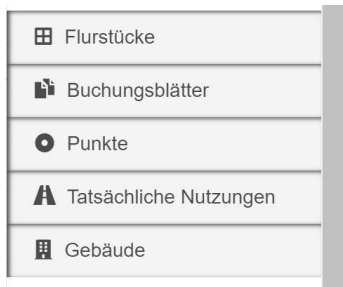 Flurstücke
Buchungsblätter
Punkte
Tatsächliche Nutzungen
Gebäude